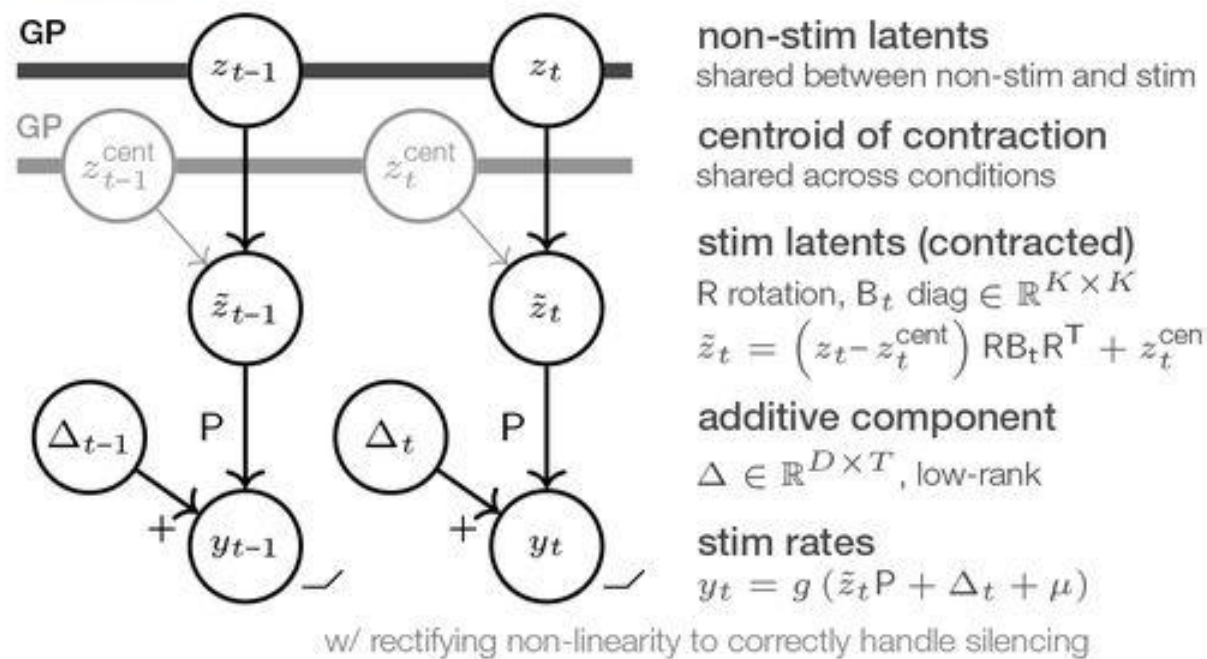 GP
z_{t-1}
z_t
non-stim latents
shared between non-stim and stim
GP
z_{t-1}^{cent}
z_t^{cent}
centroid of contraction
shared across conditions
z̃_{t-1}
z̃_t
stim latents (contracted)
R rotation, B_t diag ∈ ℝ^{K×K}
z̃_t = (z_t – z_t^{cent}) RB_tR^T + z_t^{cen}
Δ_{t-1}
P
Δ_t
P
additive component
Δ ∈ ℝ^{D×T}, low-rank
+
y_{t-1}
+
y_t
stim rates
y_t = g (z̃_tP + Δ_t + μ)
w/ rectifying non-linearity to correctly handle silencing